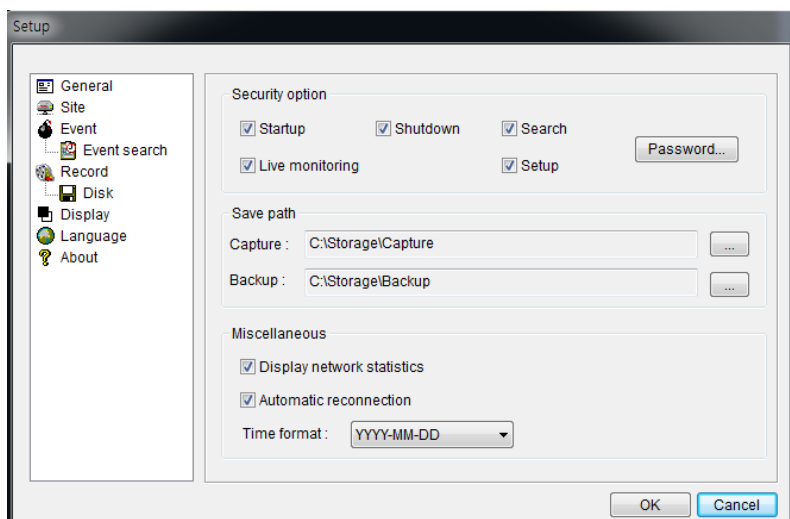 Setup
General
Site
Event
Event search
Record
Disk
Display
Language
About
Security option
Startup
Shutdown
Search
Live monitoring
Setup
Password...
Save path
Capture : C:\Storage\Capture ...
Backup : C:\Storage\Backup ...
Miscellaneous
Display network statistics
Automatic reconnection
Time format : YYYY-MM-DD
OK
Cancel